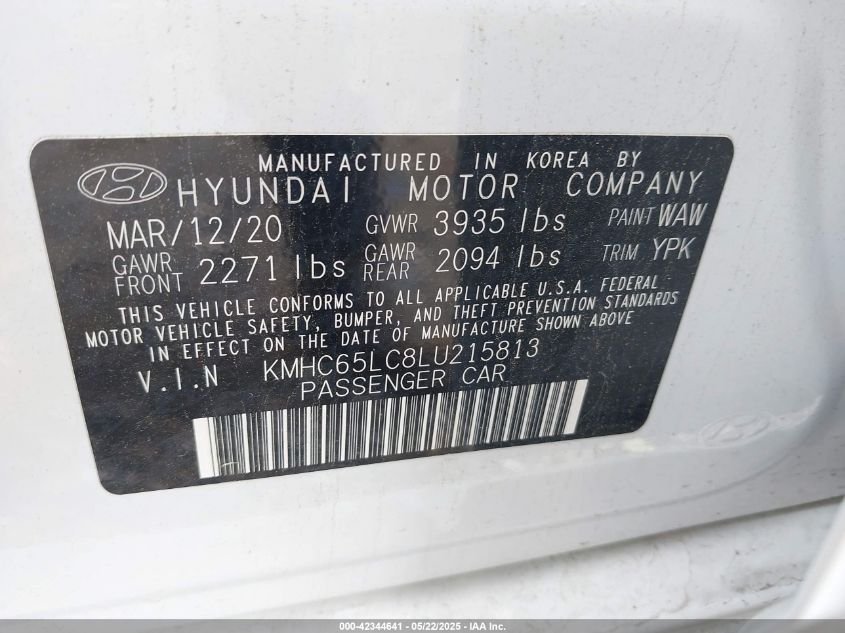 MANUFACTURED IN KOREA BY
HYUNDAI MOTOR COMPANY
MAR/12/20 GVWR 3935 lbs PAINT WAW
GAWR FRONT 2271 lbs GAWR REAR 2094 lbs TRIM YPK
THIS VEHICLE CONFORMS TO ALL APPLICABLE U.S.A. FEDERAL
MOTOR VEHICLE SAFETY, BUMPER, AND THEFT PREVENTION STANDARDS
IN EFFECT ON THE DATE OF MANUFACTURE SHOWN ABOVE
V.I.N KMHC65LC8LU215813
PASSENGER CAR
000-42344641 - 05/22/2025 - IAA Inc.